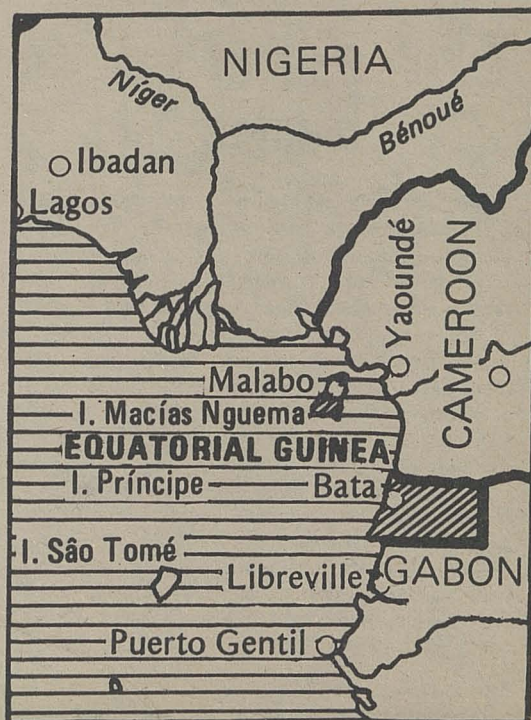 NIGERIA
Níger
Bénoué
Ibadan
Lagos
Yaoundé
CAMEROON
Malabo
I. Macías Nguema
EQUATORIAL GUINEA
I. Príncipe
Bata
I. Sâo Tomé
Libreville
GABON
Puerto Gentil